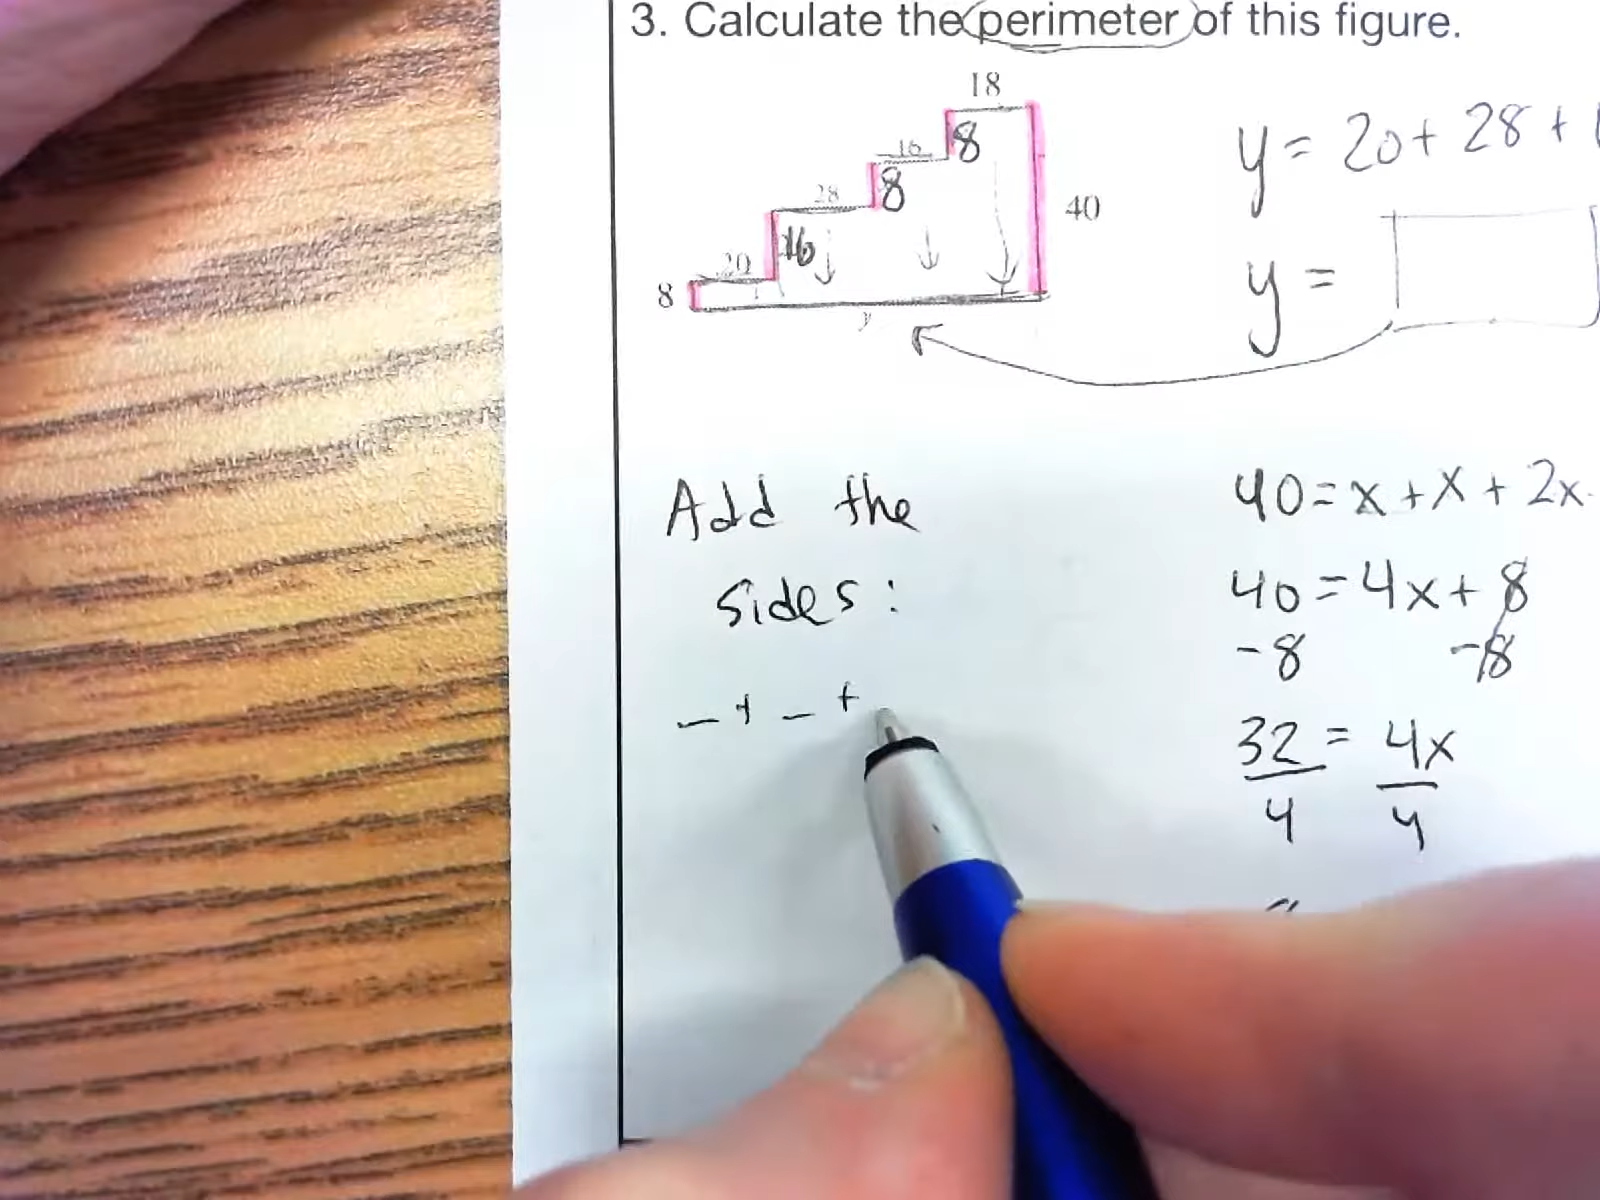 3. Calculate the perimeter of this figure.
18
16
8
28
8
40
20
16
8
y
y = 20 + 28 +
y =
Add the
sides:
_ + _ +
40 = x + x + 2x
40 = 4x + 8
-8 -8
32 = 4x
4 4